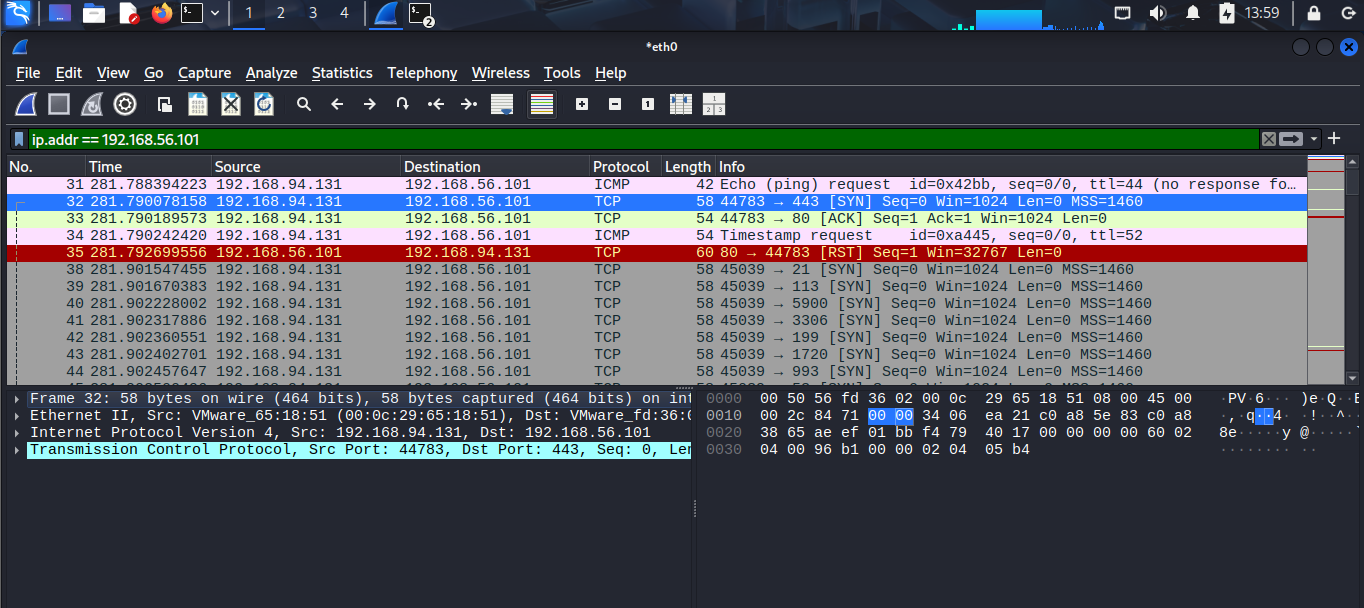 1 2 3 4 2 13:59
*eth0
File Edit View Go Capture Analyze Statistics Telephony Wireless Tools Help
ip.addr == 192.168.56.101
No. Time Source Destination Protocol Length Info
31 281.788394223 192.168.94.131 192.168.56.101 ICMP 42 Echo (ping) request id=0x42bb, seq=0/0, ttl=44 (no response fo…
32 281.790078158 192.168.94.131 192.168.56.101 TCP 58 44783 → 443 [SYN] Seq=0 Win=1024 Len=0 MSS=1460
33 281.790189573 192.168.94.131 192.168.56.101 TCP 54 44783 → 80 [ACK] Seq=1 Ack=1 Win=1024 Len=0
34 281.790242420 192.168.94.131 192.168.56.101 ICMP 54 Timestamp request id=0xa445, seq=0/0, ttl=52
35 281.792699556 192.168.56.101 192.168.94.131 TCP 60 80 → 44783 [RST] Seq=1 Win=32767 Len=0
38 281.901547455 192.168.94.131 192.168.56.101 TCP 58 45039 → 21 [SYN] Seq=0 Win=1024 Len=0 MSS=1460
39 281.901670383 192.168.94.131 192.168.56.101 TCP 58 45039 → 113 [SYN] Seq=0 Win=1024 Len=0 MSS=1460
40 281.902228002 192.168.94.131 192.168.56.101 TCP 58 45039 → 5900 [SYN] Seq=0 Win=1024 Len=0 MSS=1460
41 281.902317886 192.168.94.131 192.168.56.101 TCP 58 45039 → 3306 [SYN] Seq=0 Win=1024 Len=0 MSS=1460
42 281.902360551 192.168.94.131 192.168.56.101 TCP 58 45039 → 199 [SYN] Seq=0 Win=1024 Len=0 MSS=1460
43 281.902402701 192.168.94.131 192.168.56.101 TCP 58 45039 → 1720 [SYN] Seq=0 Win=1024 Len=0 MSS=1460
44 281.902457647 192.168.94.131 192.168.56.101 TCP 58 45039 → 993 [SYN] Seq=0 Win=1024 Len=0 MSS=1460
Frame 32: 58 bytes on wire (464 bits), 58 bytes captured (464 bits) on int
Ethernet II, Src: VMware_65:18:51 (00:0c:29:65:18:51), Dst: VMware_fd:36:0
Internet Protocol Version 4, Src: 192.168.94.131, Dst: 192.168.56.101
Transmission Control Protocol, Src Port: 44783, Dst Port: 443, Seq: 0, Len
0000 00 50 56 fd 36 02 00 0c 29 65 18 51 08 00 45 00 ·PV·6··· )e·Q··E
0010 00 2c 84 71 00 00 34 06 ea 21 c0 a8 5e 83 c0 a8 ·,·q··4· ·!··^···
0020 38 65 ae ef 01 bb f4 79 40 17 00 00 00 00 60 02 8e·····y @·····`
0030 04 00 96 b1 00 00 02 04 05 b4 ········ ··